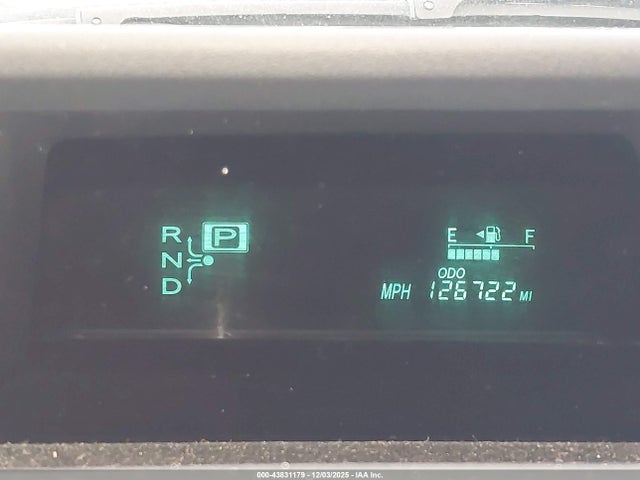 R P
N
D
E F
ODO
MPH 126722 MI
000-43831179 - 12/03/2025 - IAA Inc.